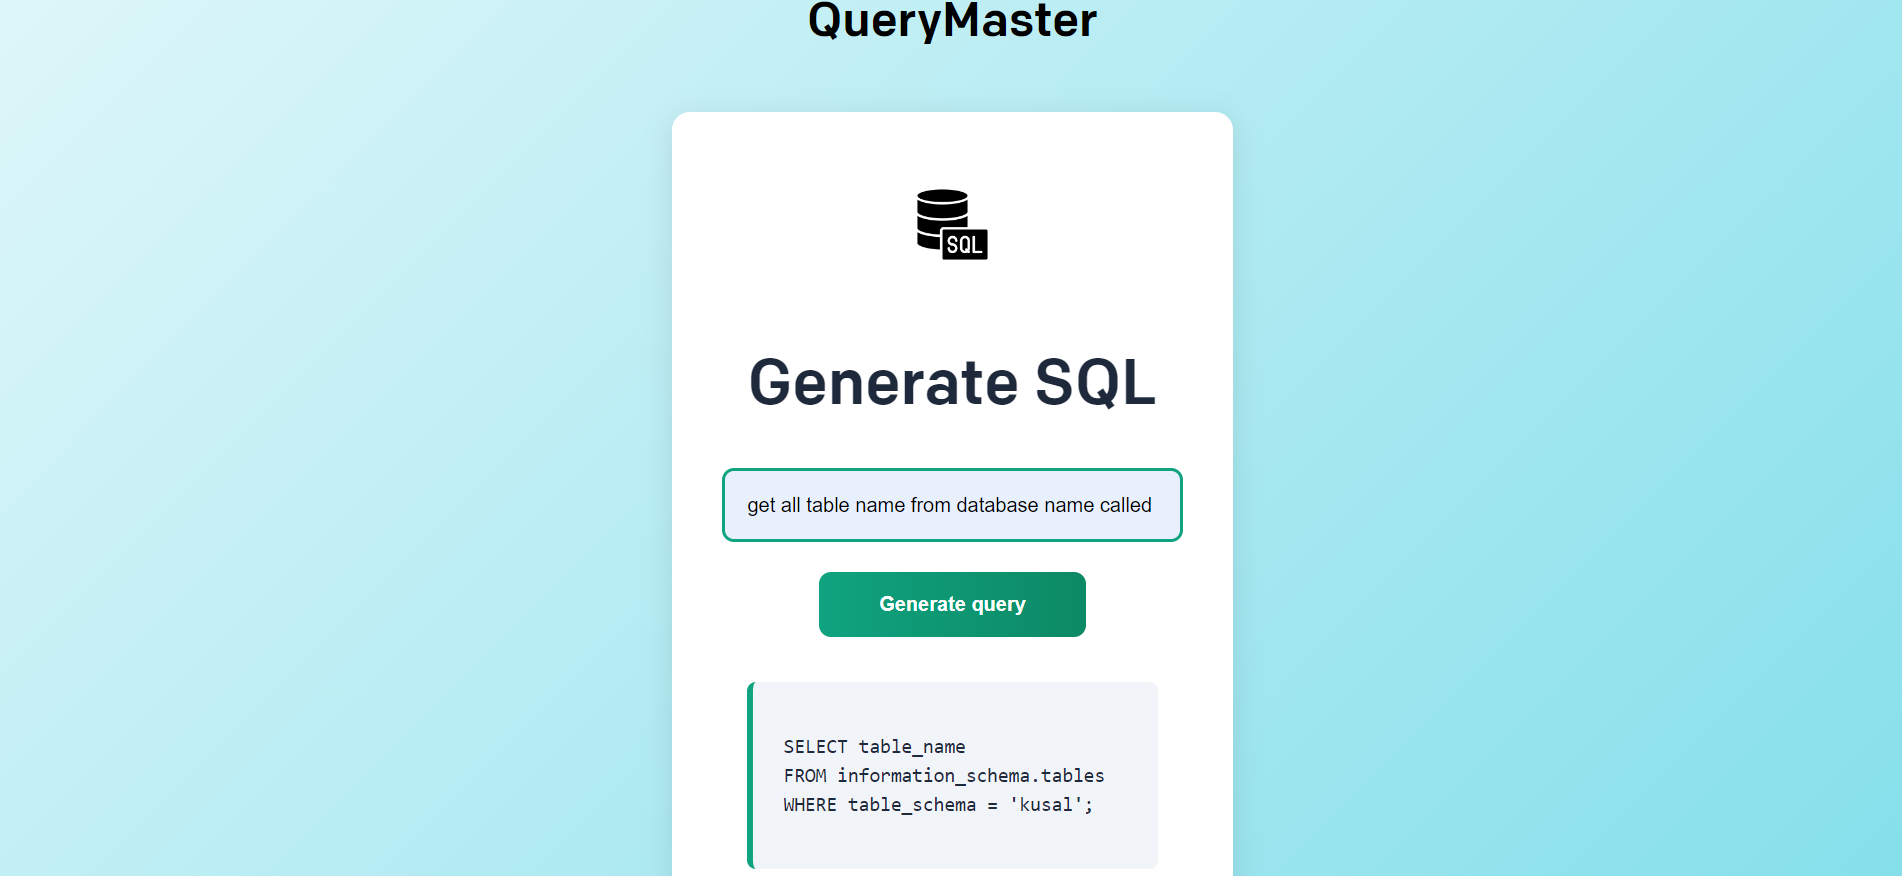 QueryMaster
SQL
Generate SQL
get all table name from database name called
Generate query
SELECT table_name
FROM information_schema.tables
WHERE table_schema = 'kusal';